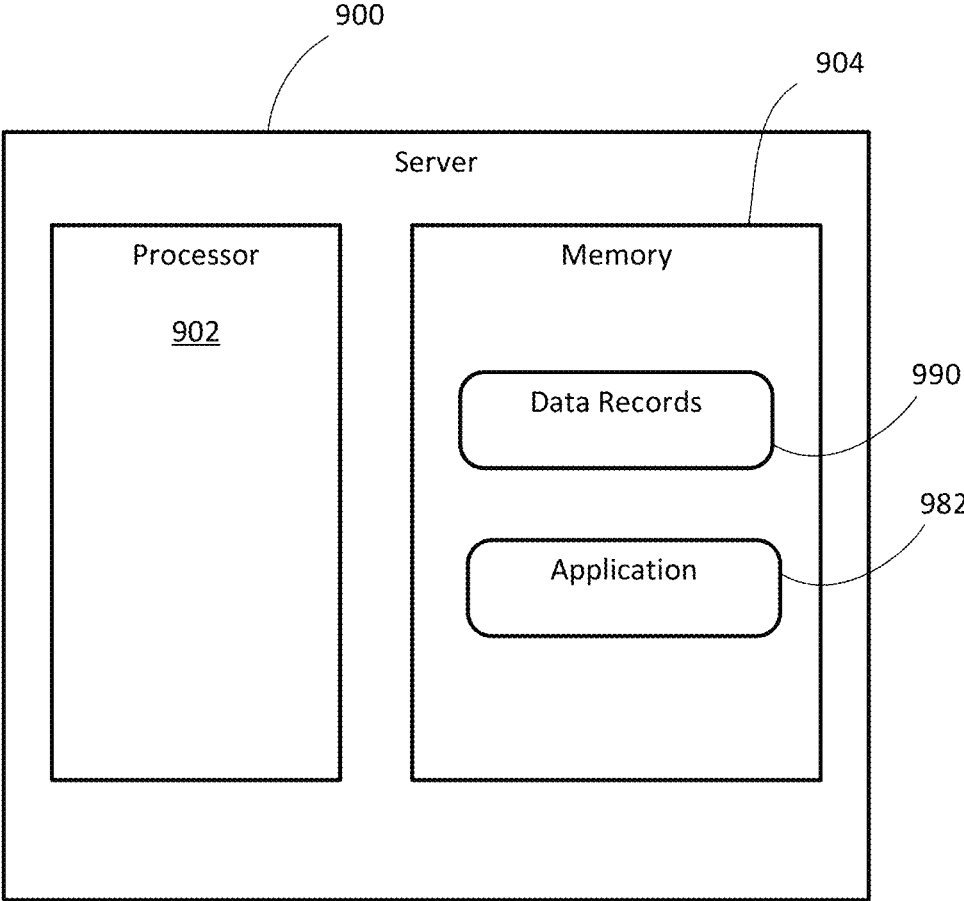 900
904
Server
Processor
Memory
902
990
Data Records
982
Application